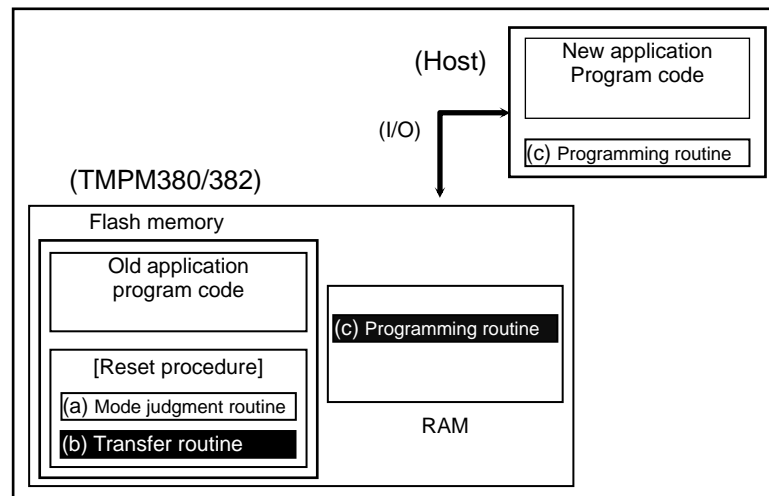 (Host)
New application
Program code
(I/O)
(c) Programming routine
(TMPM380/382)
Flash memory
Old application
program code
(c) Programming routine
[Reset procedure]
(a) Mode judgment routine
(b) Transfer routine
RAM